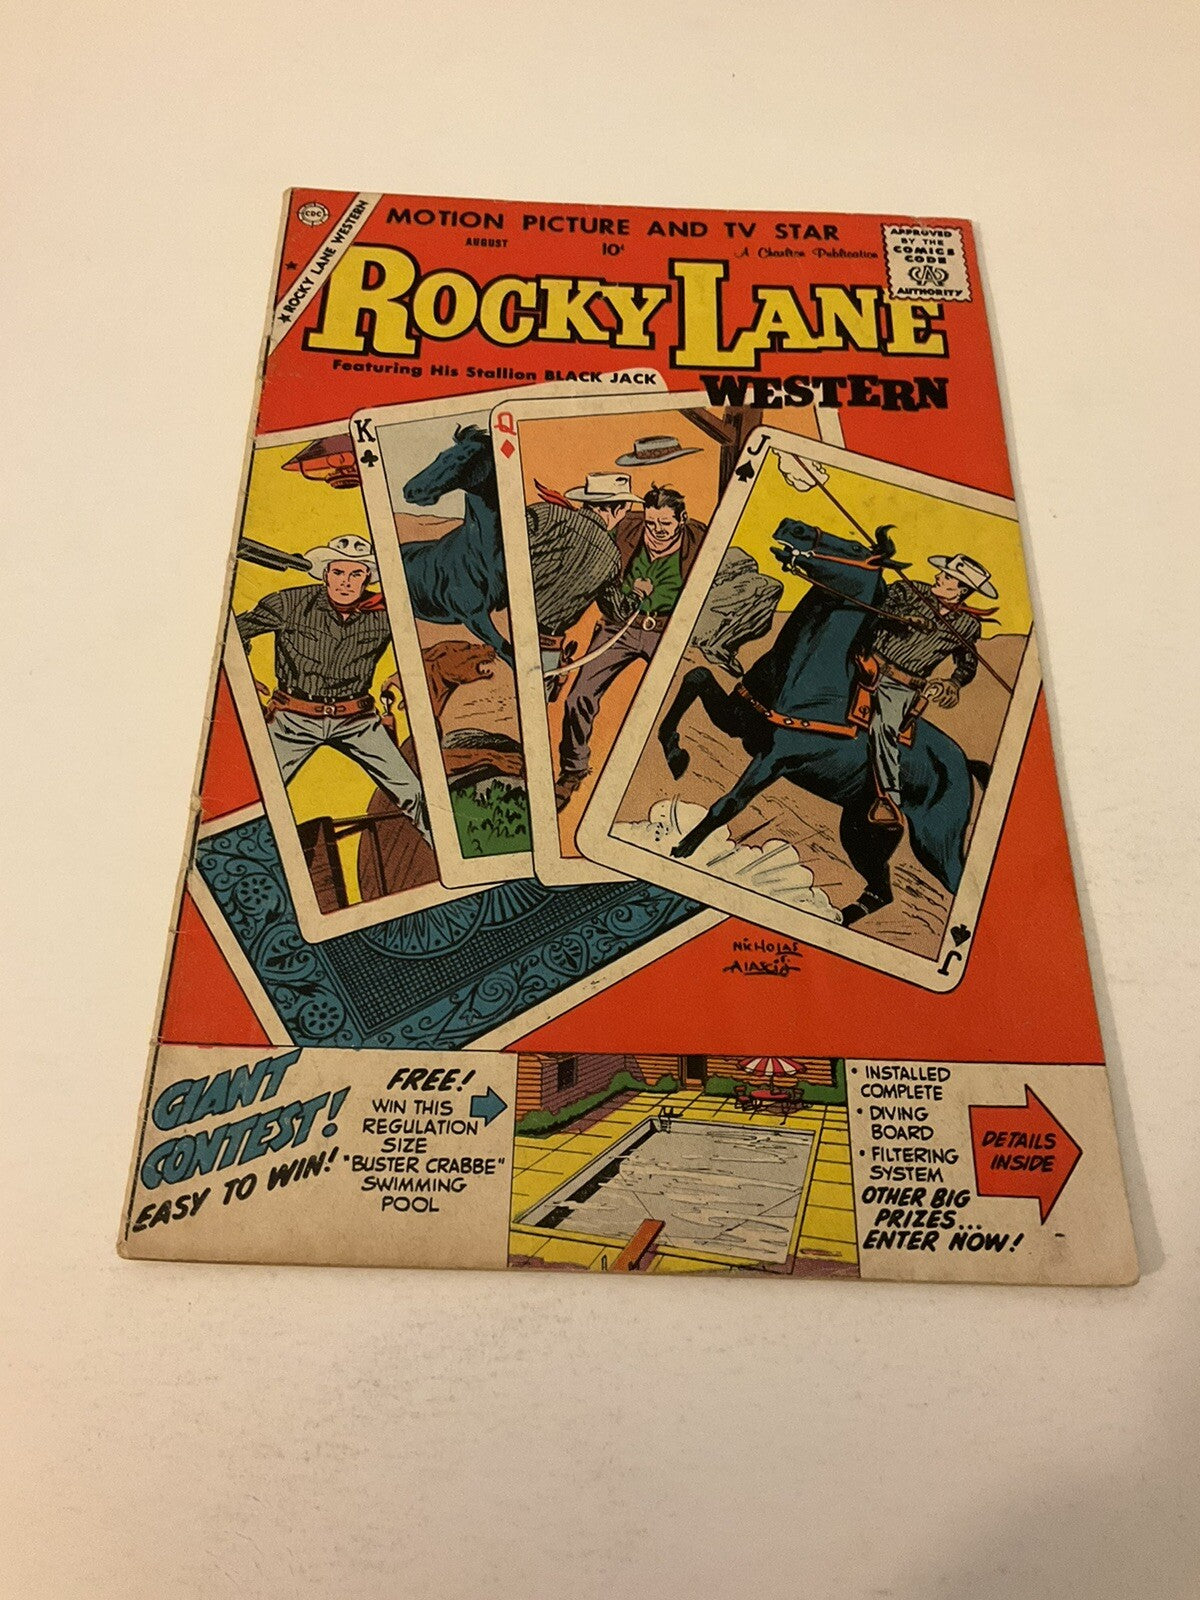 CDC
ROCKY LANE WESTERN
MOTION PICTURE AND TV STAR
AUGUST
10¢
A Charlton Publication
APPROVED
BY THE
COMICS
CODE
CA
AUTHORITY
ROCKY LANE
WESTERN
Featuring His Stallion BLACK JACK
K
Q
J
J
NICHOLAS
ALASCIA
GIANT
CONTEST!
EASY TO WIN!
FREE!
WIN THIS
REGULATION
SIZE
"BUSTER CRABBE"
SWIMMING
POOL
• INSTALLED
COMPLETE
• DIVING
BOARD
• FILTERING
SYSTEM
OTHER BIG
PRIZES...
ENTER NOW!
DETAILS
INSIDE